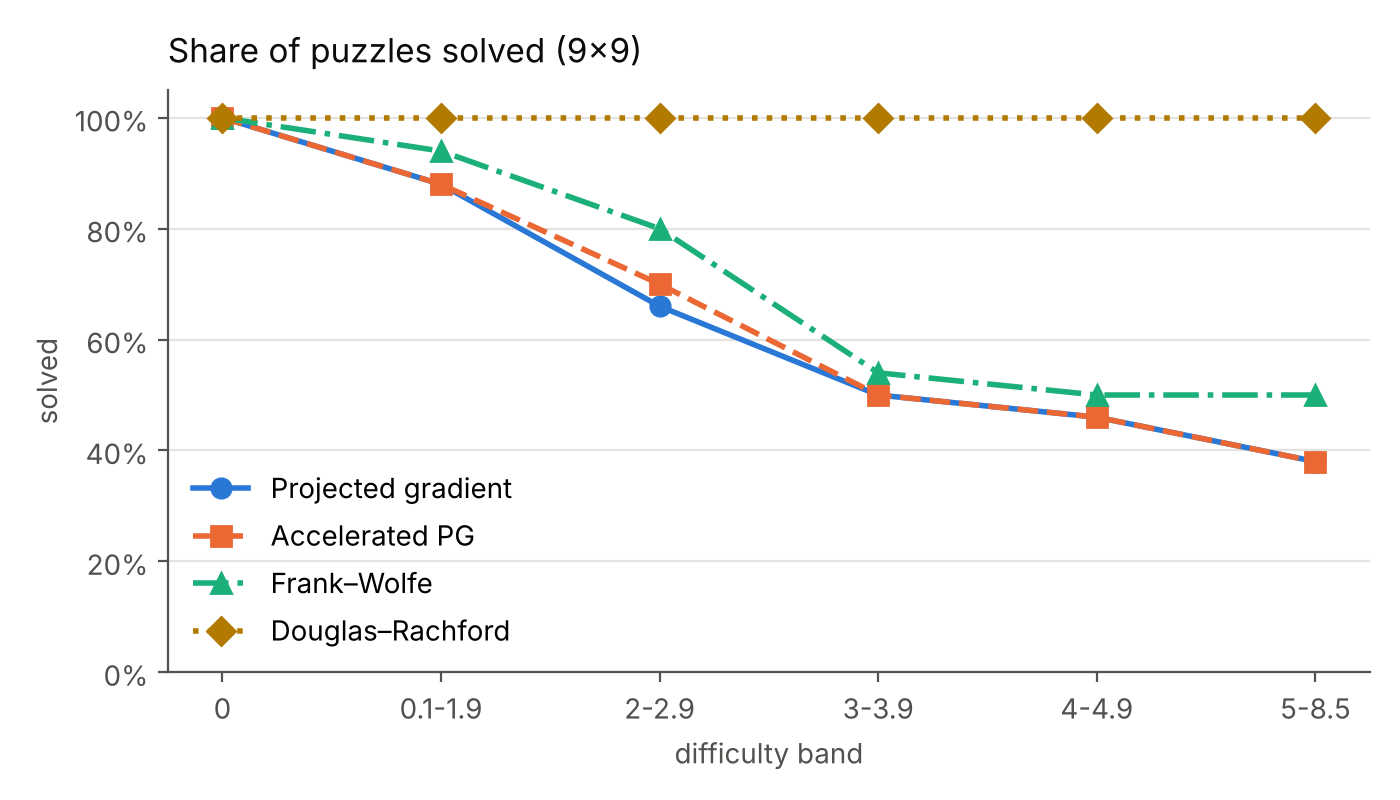 Share of puzzles solved (9×9)
100%
80%
60%
40%
20%
0%
solved
Projected gradient
Accelerated PG
Frank–Wolfe
Douglas–Rachford
0 0.1-1.9 2-2.9 3-3.9 4-4.9 5-8.5
difficulty band